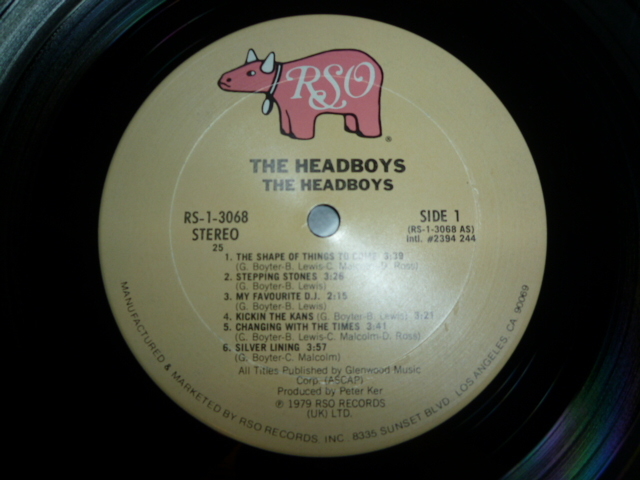 RSO
®
THE HEADBOYS
THE HEADBOYS
RS-1-3068
STEREO
25
SIDE 1
(RS-1-3068 AS)
Intl. #2394 244
1. THE SHAPE OF THINGS TO COME 3:39
(G. Boyter-B. Lewis-C. Malcolm-D. Ross)
2. STEPPING STONES 3:26
(G. Boyter-B. Lewis)
3. MY FAVOURITE D.J. 2:15
(G. Boyter-B. Lewis)
4. KICKIN THE KANS (G. Boyter-B. Lewis) 3:21
5. CHANGING WITH THE TIMES 2:41
(G. Boyter-B. Lewis-C. Malcolm-D. Ross)
6. SILVER LINING 3:57
(G. Boyter-C. Malcolm)
All Titles Published by Glenwood Music
Corp. (ASCAP)
Produced by Peter Ker
℗ 1979 RSO RECORDS
(UK) LTD.
MANUFACTURED & MARKETED BY RSO RECORDS, INC. 8335 SUNSET BLVD. LOS ANGELES, CA. 90069